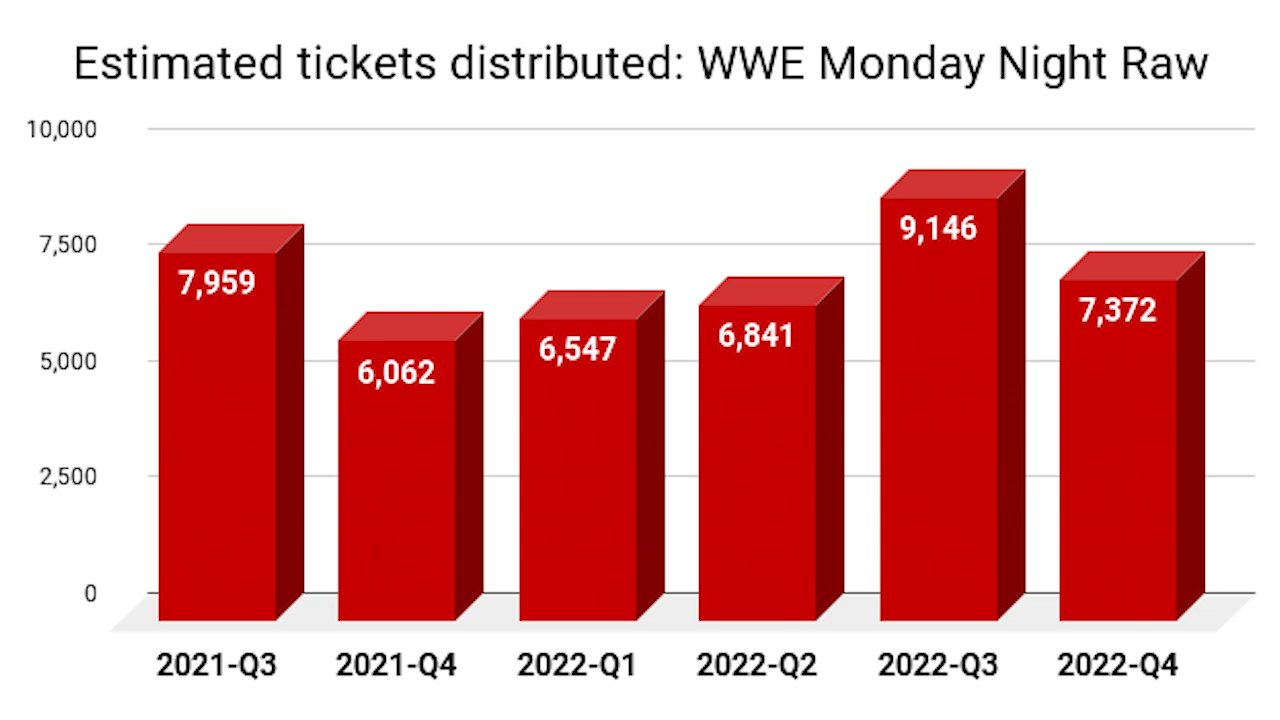 Estimated tickets distributed: WWE Monday Night Raw
10,000
7,500
5,000
2,500
0
7,959
6,062
6,547
6,841
9,146
7,372
2021-Q3
2021-Q4
2022-Q1
2022-Q2
2022-Q3
2022-Q4